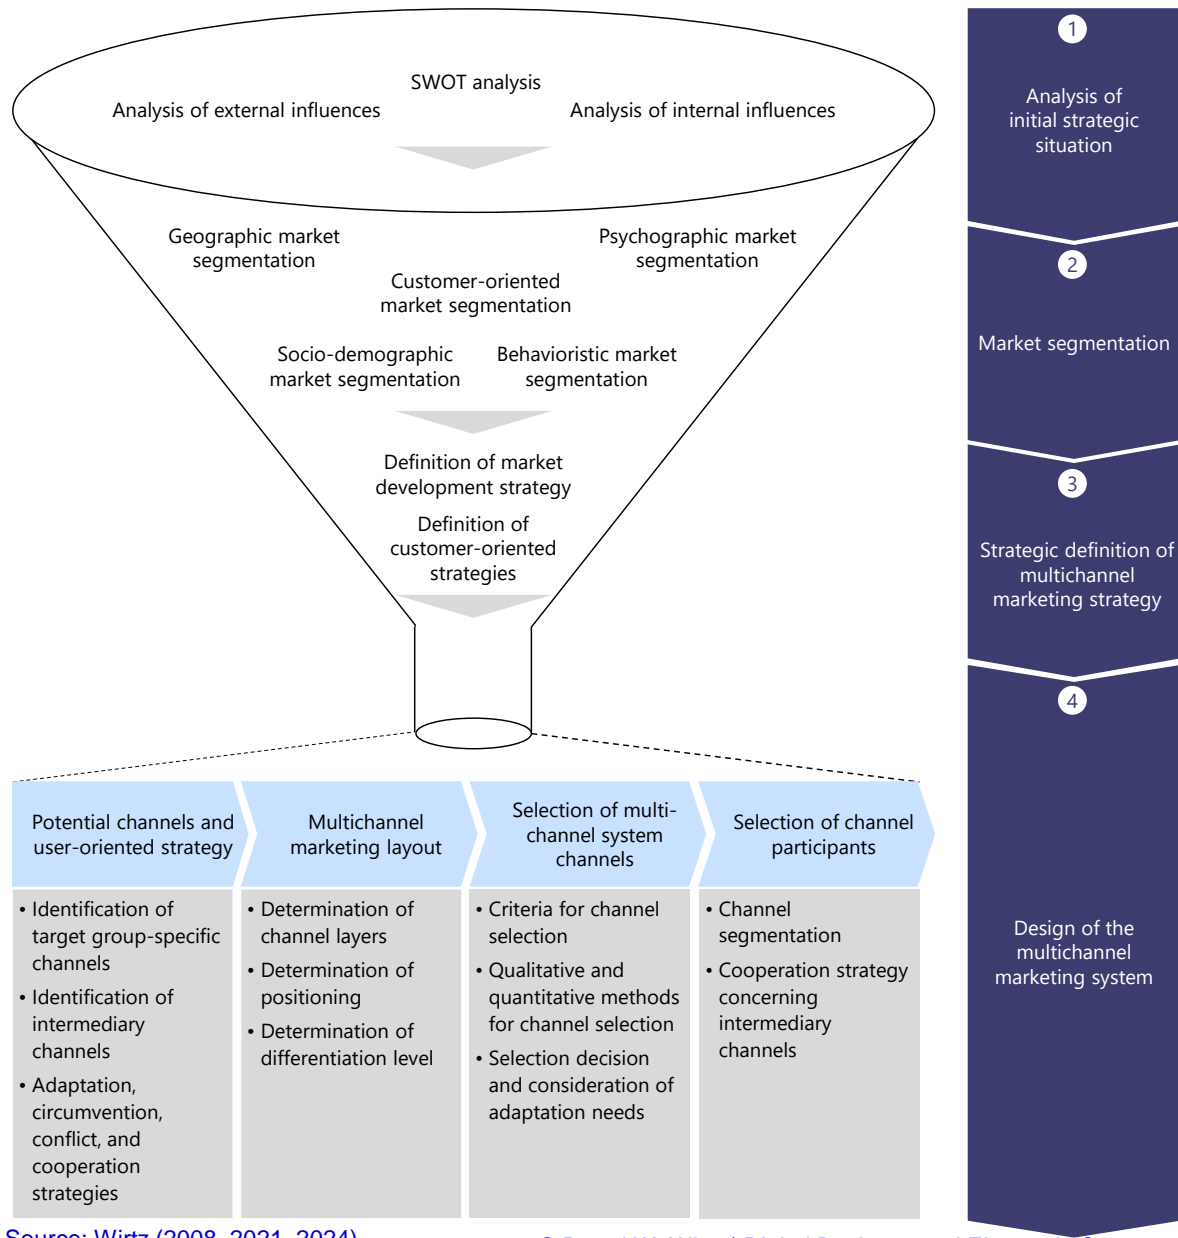 SWOT analysis
Analysis of external influences
Analysis of internal influences
Geographic market
segmentation
Psychographic market
segmentation
Customer-oriented
market segmentation
Socio-demographic
market segmentation
Behavioristic market
segmentation
Definition of market
development strategy
Definition of
customer-oriented
strategies
1
Analysis of
initial strategic
situation
2
Market segmentation
3
Strategic definition of
multichannel
marketing strategy
4
Design of the
multichannel
marketing system
Potential channels and
user-oriented strategy
• Identification of
target group-specific
channels
• Identification of
intermediary
channels
• Adaptation,
circumvention,
conflict, and
cooperation
strategies
Multichannel
marketing layout
• Determination of
channel layers
• Determination of
positioning
• Determination of
differentiation level
Selection of multi-
channel system
channels
• Criteria for channel
selection
• Qualitative and
quantitative methods
for channel selection
• Selection decision
and consideration of
adaptation needs
Selection of channel
participants
• Channel
segmentation
• Cooperation strategy
concerning
intermediary
channels
Source: Wirtz (2008, 2021, 2024)